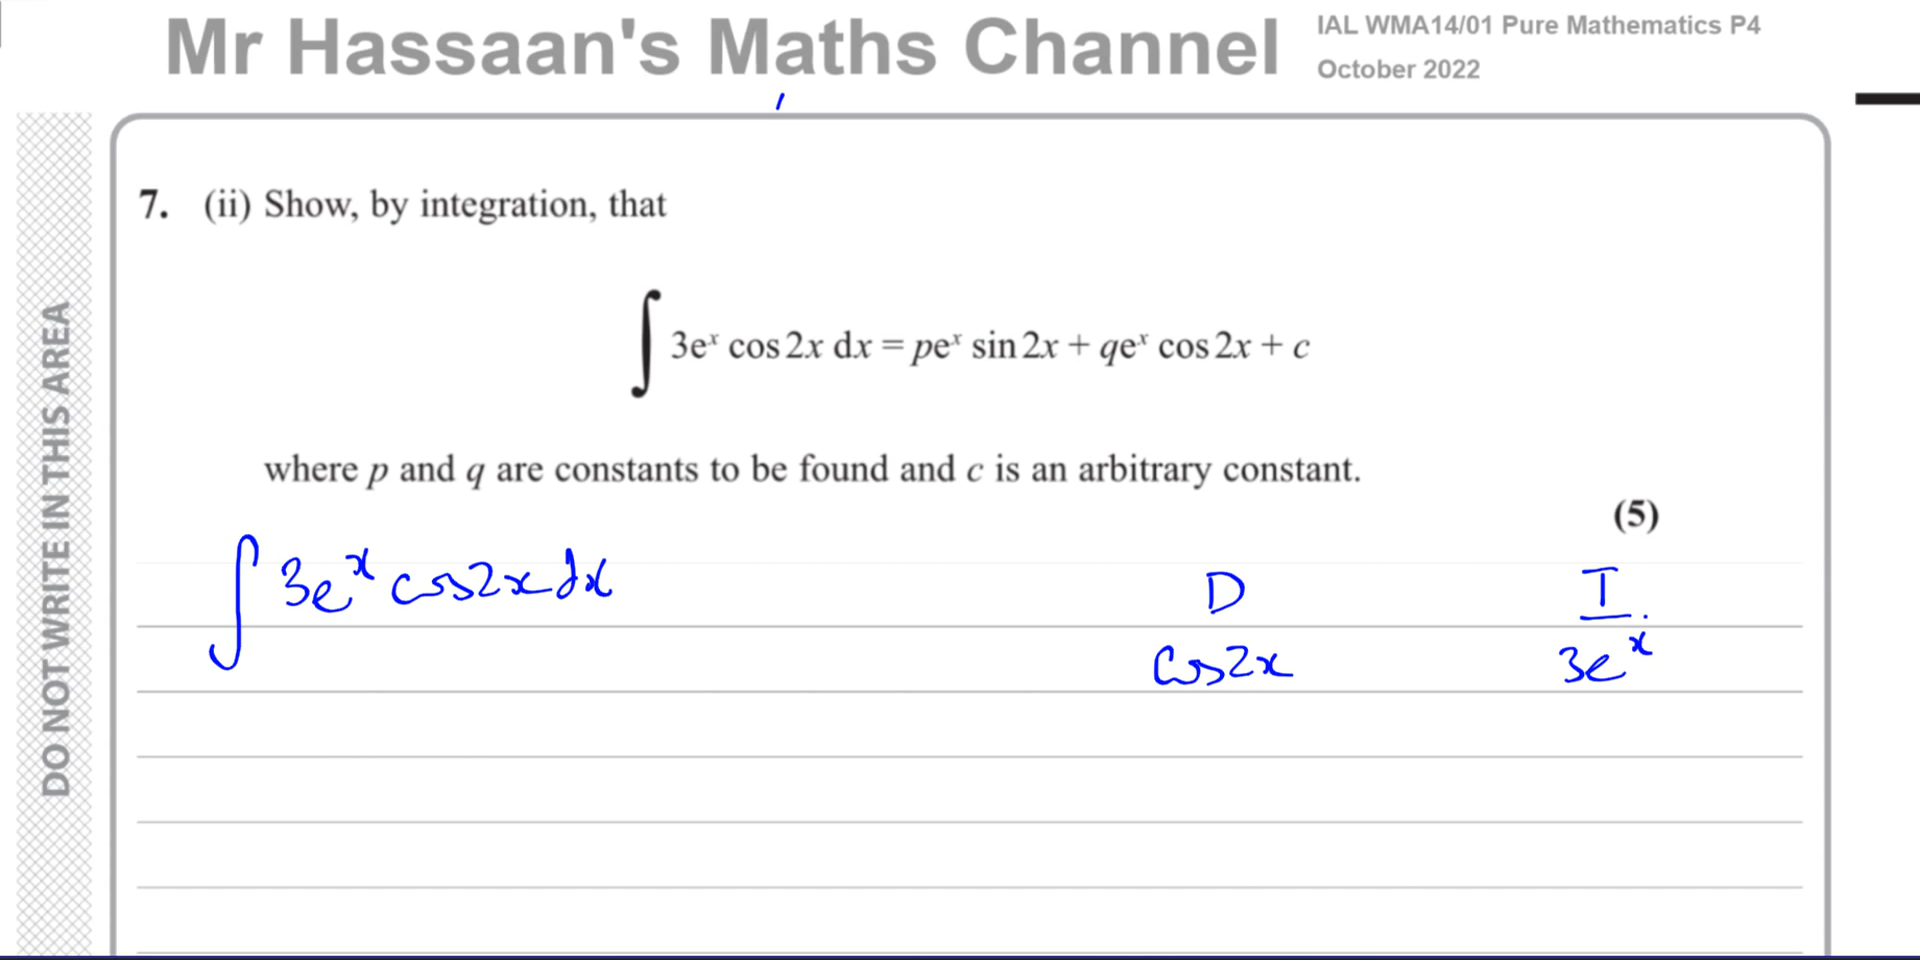 Mr Hassaan's Maths Channel
IAL WMA14/01 Pure Mathematics P4
October 2022
DO NOT WRITE IN THIS AREA
7. (ii) Show, by integration, that
∫ 3eˣ cos 2x dx = peˣ sin 2x + qeˣ cos 2x + c
where p and q are constants to be found and c is an arbitrary constant.
(5)
∫ 3eˣ cos2x dx
D I
cos2x 3eˣ